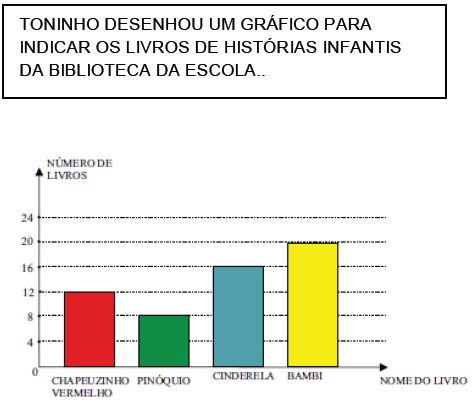 TONINHO DESENHOU UM GRÁFICO PARA
INDICAR OS LIVROS DE HISTÓRIAS INFANTIS
DA BIBLIOTECA DA ESCOLA..
NÚMERO DE
LIVROS
24
20
16
12
8
4
0
CHAPEUZINHO
VERMELHO
PINÓQUIO
CINDERELA
BAMBI
NOME DO LIVRO